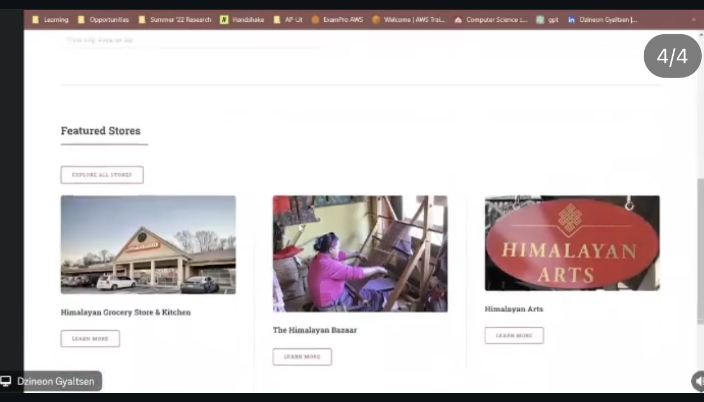 Learning Opportunities Summer '22 Research Handshake AP Lit ExamPro AWS Welcome | AWS Trai... Computer Science :... gpt Dzineon Gyaltsen |...
4/4
Featured Stores
EXPLORE ALL STORES
HIMALAYAN
ARTS
Himalayan Grocery Store & Kitchen
The Himalayan Bazaar
Himalayan Arts
LEARN MORE
LEARN MORE
LEARN MORE
Dzineon Gyaltsen